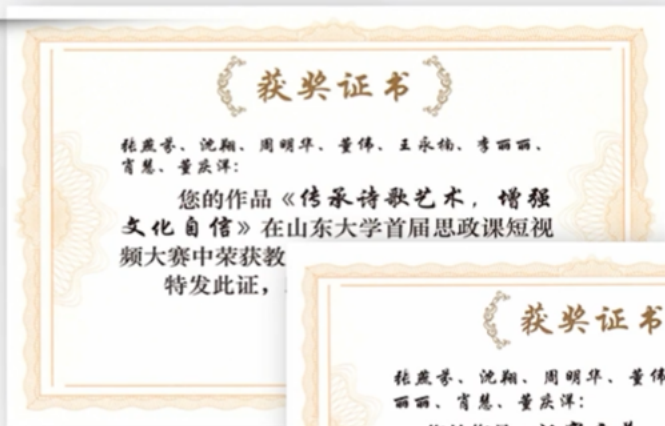 获奖证书
张燕芬、沈翔、周明华、董伟、王永楠、李丽丽、
肖慧、董庆洋：
您的作品《传承诗歌艺术，增强
文化自信》在山东大学首届思政课短视
频大赛中荣获教
特发此证，
获奖证书
张燕芬、沈翔、周明华、董伟
丽丽、肖慧、董庆洋：